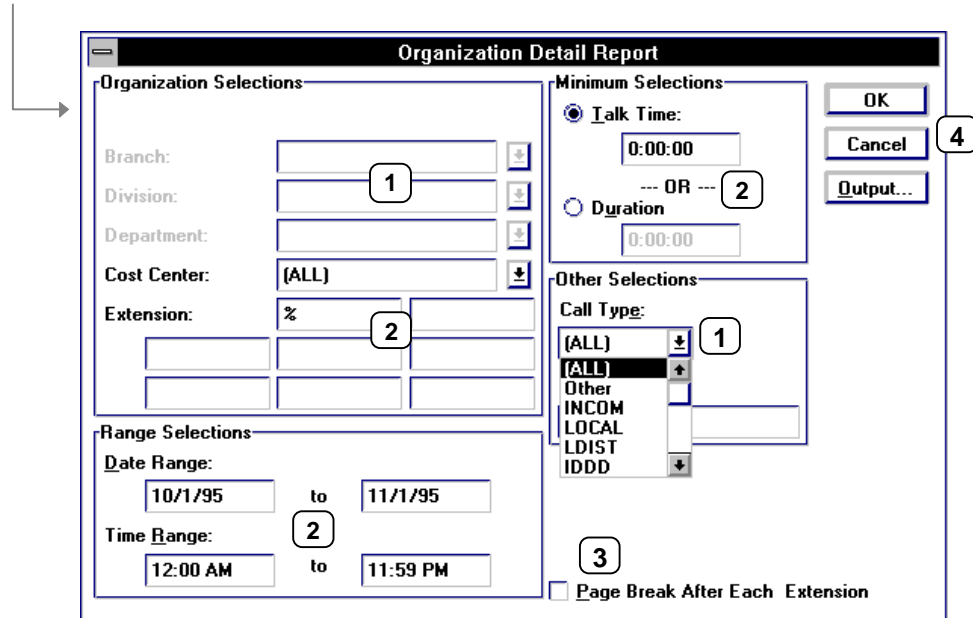 Organization Detail Report
Organization Selections
Branch:
1
Division:
Department:
Cost Center: (ALL)
Extension: %
2
Range Selections
Date Range:
10/1/95 to 11/1/95
2
Time Range:
12:00 AM to 11:59 PM
Minimum Selections
Talk Time:
0:00:00
--- OR --- 2
Duration
0:00:00
Other Selections
Call Type:
(ALL) 1
(ALL)
Other
INCOM
LOCAL
LDIST
IDDD
3
Page Break After Each Extension
OK
Cancel 4
Output...